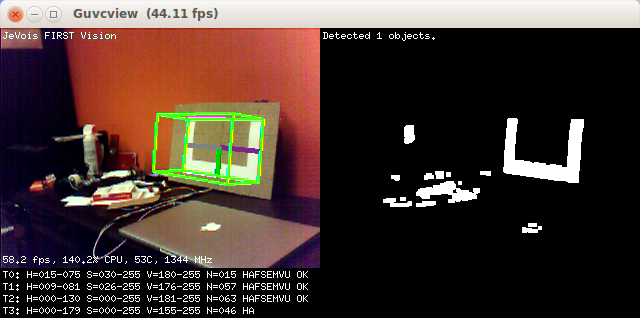 Guvcview (44.11 fps)
JeVois FIRST Vision
Detected 1 objects.
58.2 fps, 140.2% CPU, 53C, 1344 MHz
T0: H=015-075 S=030-255 V=180-255 N=015 HAFSEMVU OK
T1: H=009-081 S=026-255 V=176-255 N=057 HAFSEMVU OK
T2: H=000-130 S=000-255 V=181-255 N=063 HAFSEMVU OK
T3: H=000-179 S=000-255 V=155-255 N=046 HA